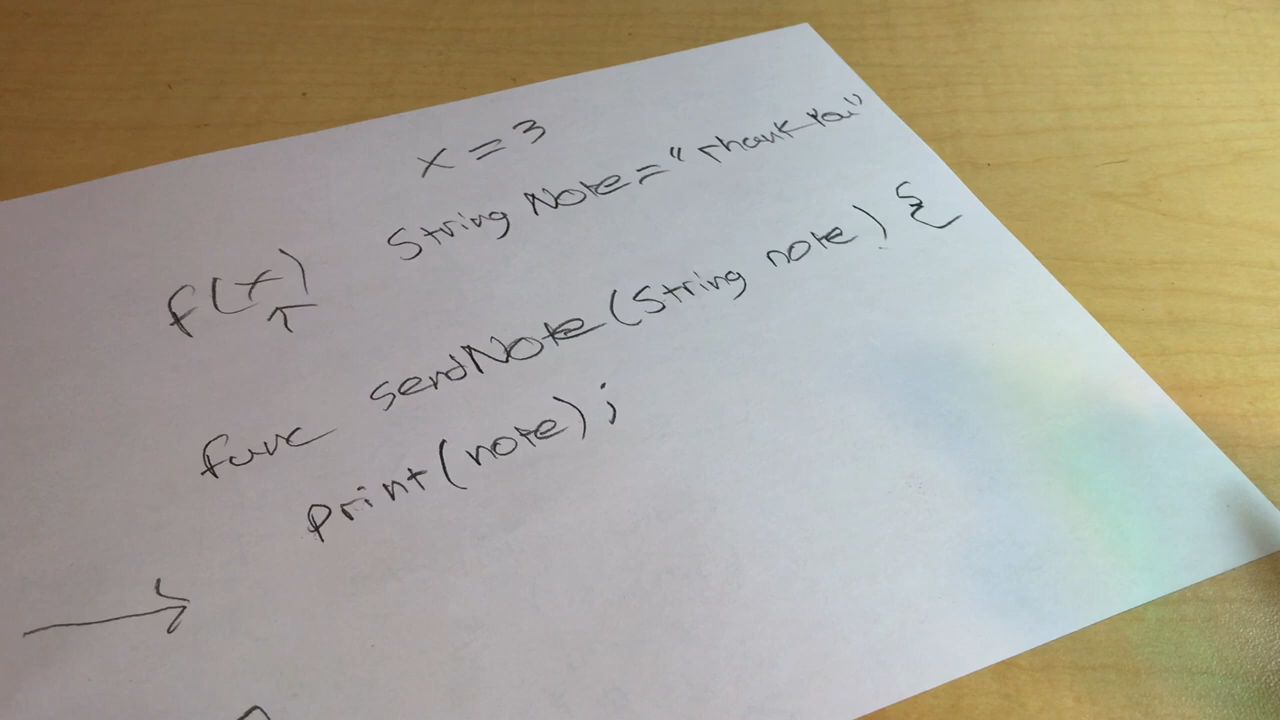 x = 3
String Note = "Thank You"
f(x)
func sendNote(String note) {
print(note);